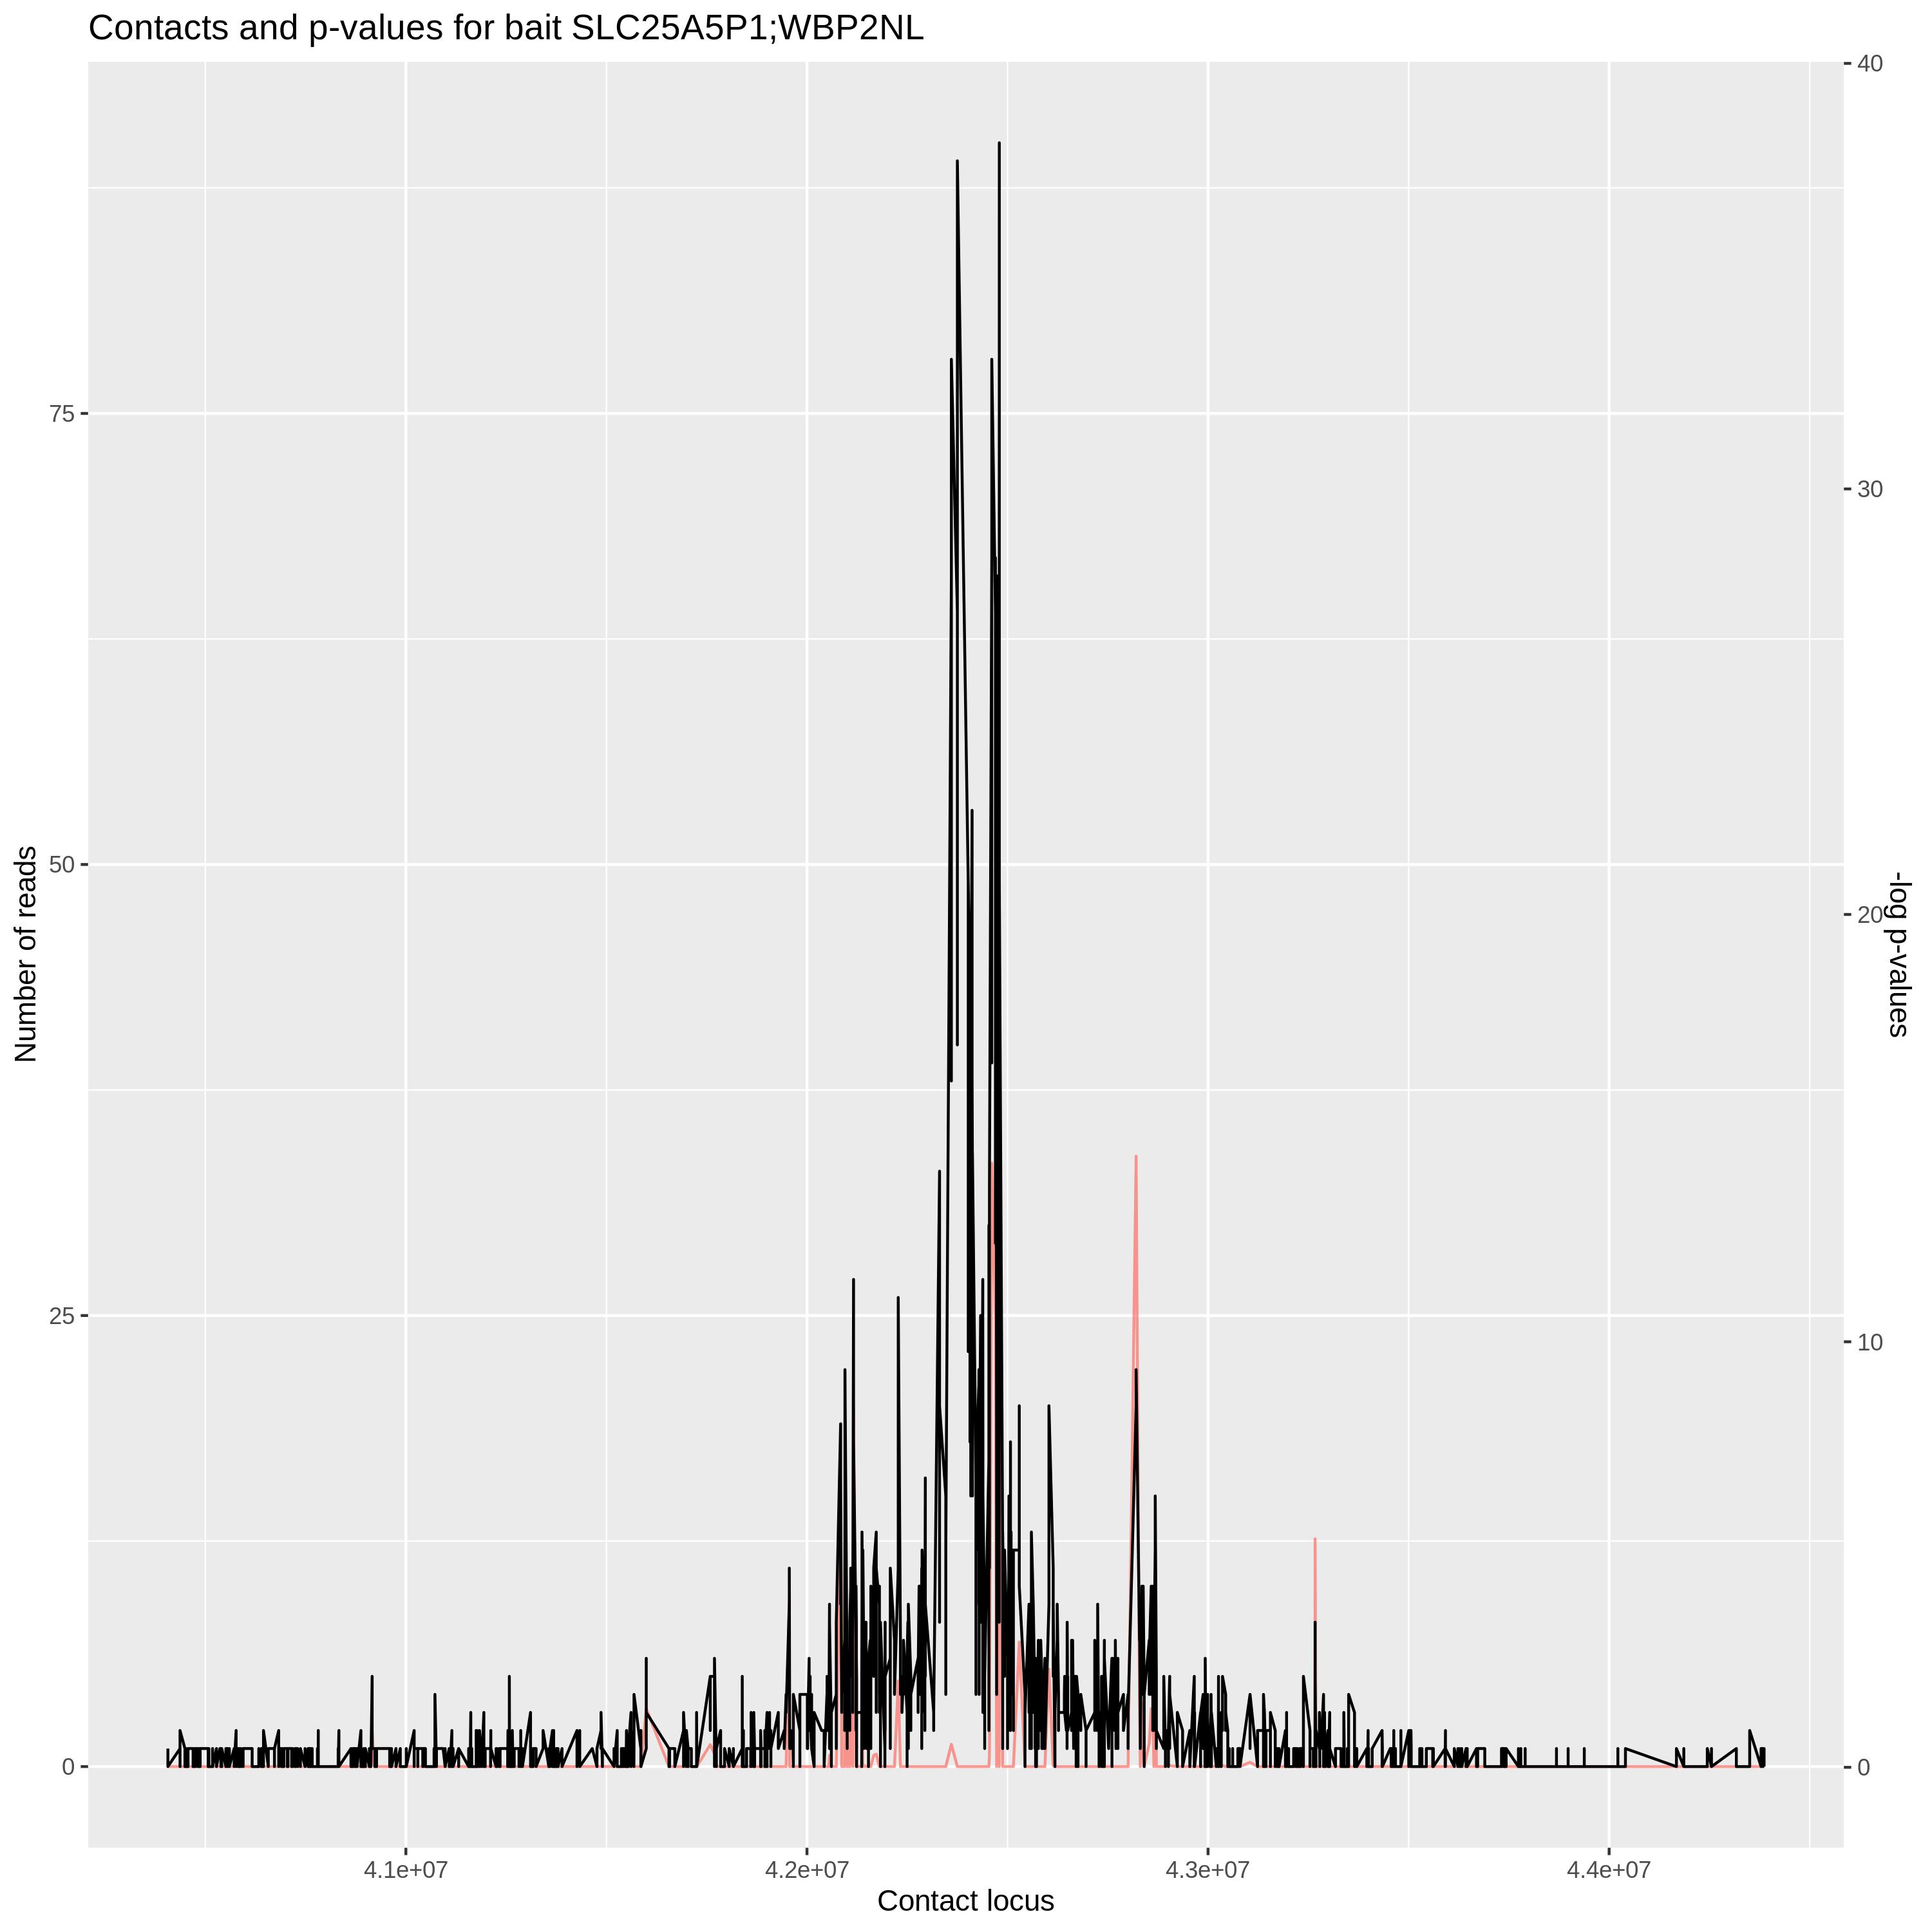 Contacts and p-values for bait SLC25A5P1;WBP2NL
40
30
20
10
0
-log p-values
75
50
25
0
Number of reads
4.1e+07
4.2e+07
4.3e+07
4.4e+07
Contact locus